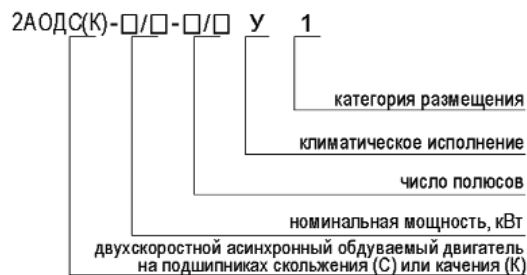 2АОДС(К)-□/□-□/□ У 1
категория размещения
климатическое исполнение
число полюсов
номинальная мощность, кВт
двухскоростной асинхронный обдуваемый двигатель
на подшипниках скольжения (С) или качения (К)